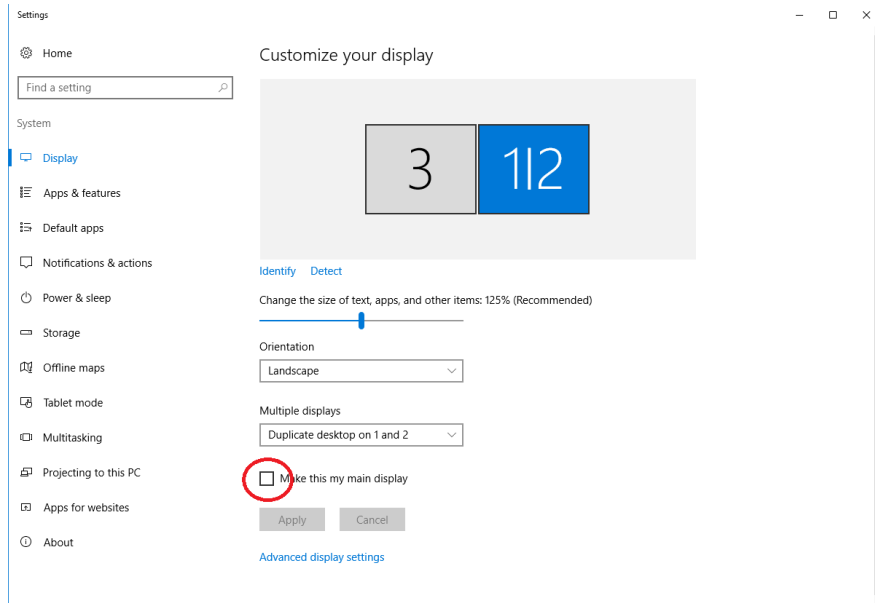 Settings
Home
Customize your display
Find a setting
System
Display
Apps & features
Default apps
Notifications & actions
Power & sleep
Storage
Offline maps
Tablet mode
Multitasking
Projecting to this PC
Apps for websites
About
3
1|2
Identify Detect
Change the size of text, apps, and other items: 125% (Recommended)
Orientation
Landscape
Multiple displays
Duplicate desktop on 1 and 2
Make this my main display
Apply Cancel
Advanced display settings